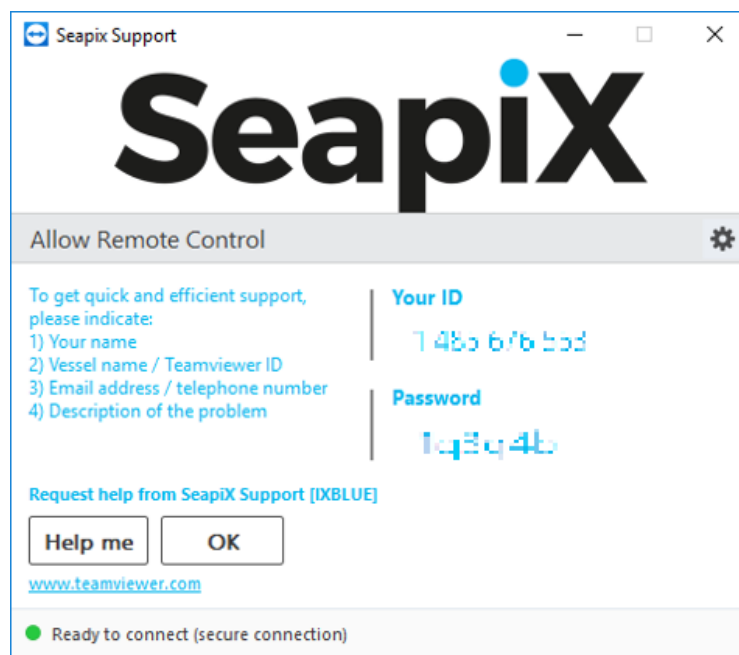 Seapix Support
SeapiX
Allow Remote Control
To get quick and efficient support,
please indicate:
1) Your name
2) Vessel name / Teamviewer ID
3) Email address / telephone number
4) Description of the problem
Your ID
Password
Request help from SeapiX Support [IXBLUE]
Help me
OK
www.teamviewer.com
Ready to connect (secure connection)